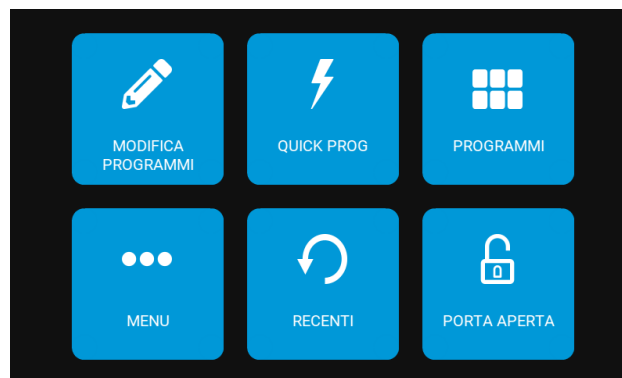 MODIFICA
PROGRAMMI
QUICK PROG
PROGRAMMI
MENU
RECENTI
PORTA APERTA